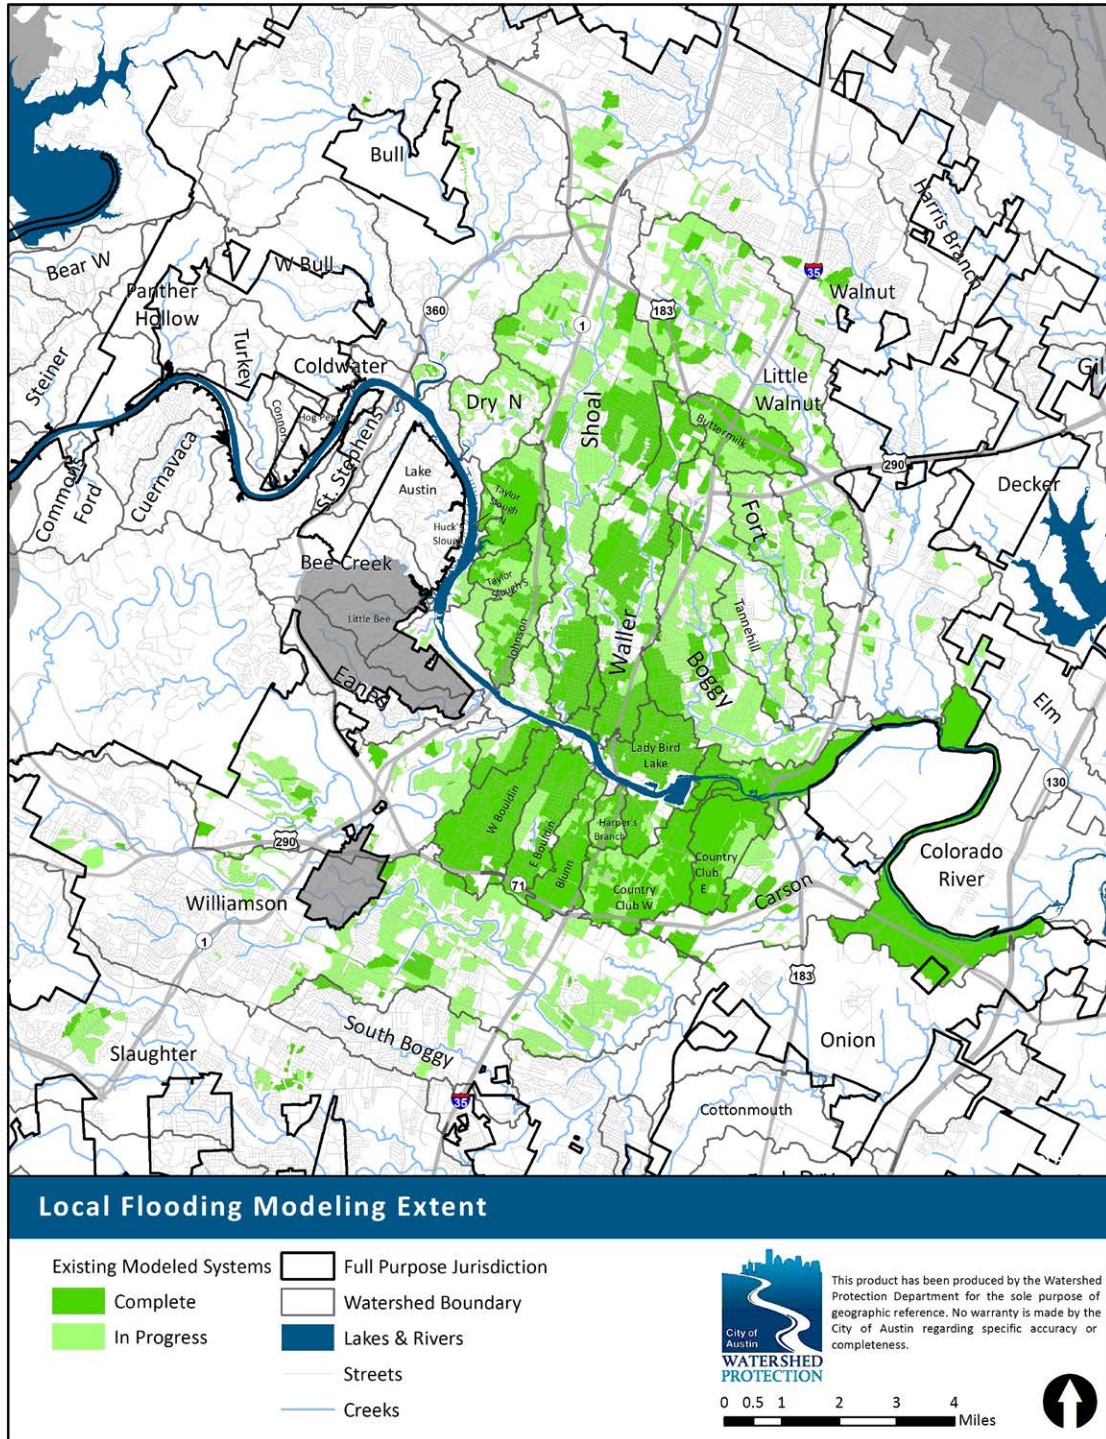 Bull
Harris Branch
Bear W
W Bull
35
Walnut
Panther
Hollow
360
183
1
Steiner
Turkey
Coldwater
Gil
Connors
Hog Pen
Dry N
Shoal
Little
Walnut
Buttermilk
St. Stephens
Cuernavaca
Commons
Ford
Lake
Austin
290
Decker
Taylor
Slough
N
Fort
Huck's
Bee Creek
Taylor
Slough S
Little Bee
Johnson
Waller
Tannehill
Boggy
Eanes
Elm
Lady Bird
Lake
130
W Bouldin
E Bouldin
Blunn
Harper's
Branch
290
Colorado
River
Country
Club
E
71
Country
Club W
Carson
Williamson
1
183
South Boggy
Onion
Slaughter
35
Cottonmouth
Local Flooding Modeling Extent
Existing Modeled Systems
Complete
In Progress
Full Purpose Jurisdiction
Watershed Boundary
Lakes & Rivers
Streets
Creeks
City of
Austin
WATERSHED
PROTECTION
This product has been produced by the Watershed
Protection Department for the sole purpose of
geographic reference. No warranty is made by the
City of Austin regarding specific accuracy or
completeness.
0 0.5 1 2 3 4
Miles